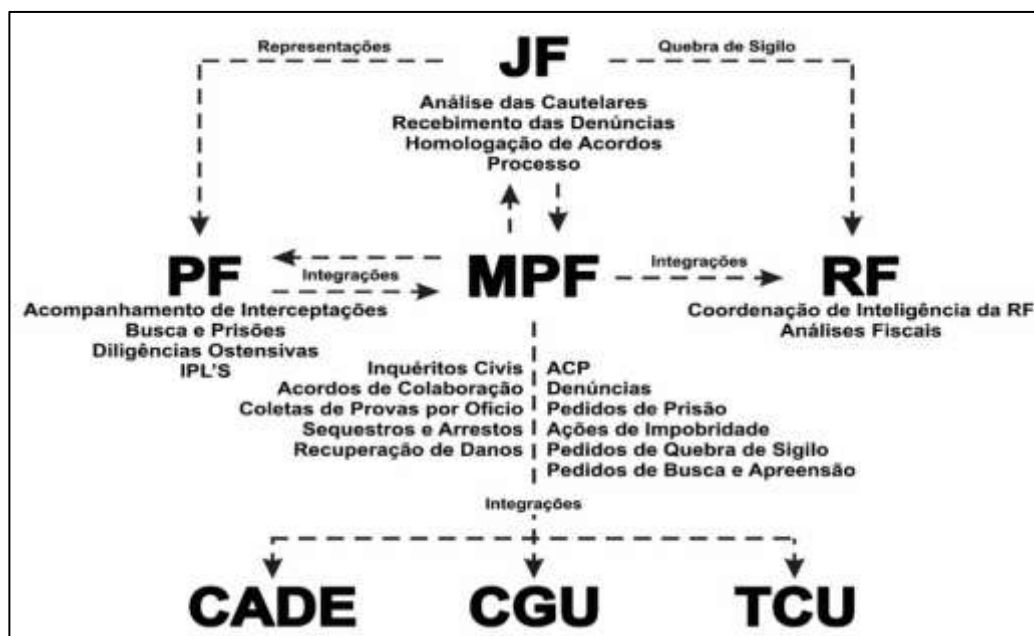 Representações
JF
Quebra de Sigilo
Análise das Cautelares
Recebimento das Denúncias
Homologação de Acordos
Processo
PF
Integrações
MPF
Integrações
RF
Acompanhamento de Interceptações
Busca e Prisões
Diligências Ostensivas
IPL'S
Coordenação de Inteligência da RF
Análises Fiscais
Inquéritos Civis
Acordos de Colaboração
Coletas de Provas por Ofício
Sequestros e Arrestos
Recuperação de Danos
ACP
Denúncias
Pedidos de Prisão
Ações de Impobridade
Pedidos de Quebra de Sigilo
Pedidos de Busca e Apreensão
Integrações
CADE
CGU
TCU